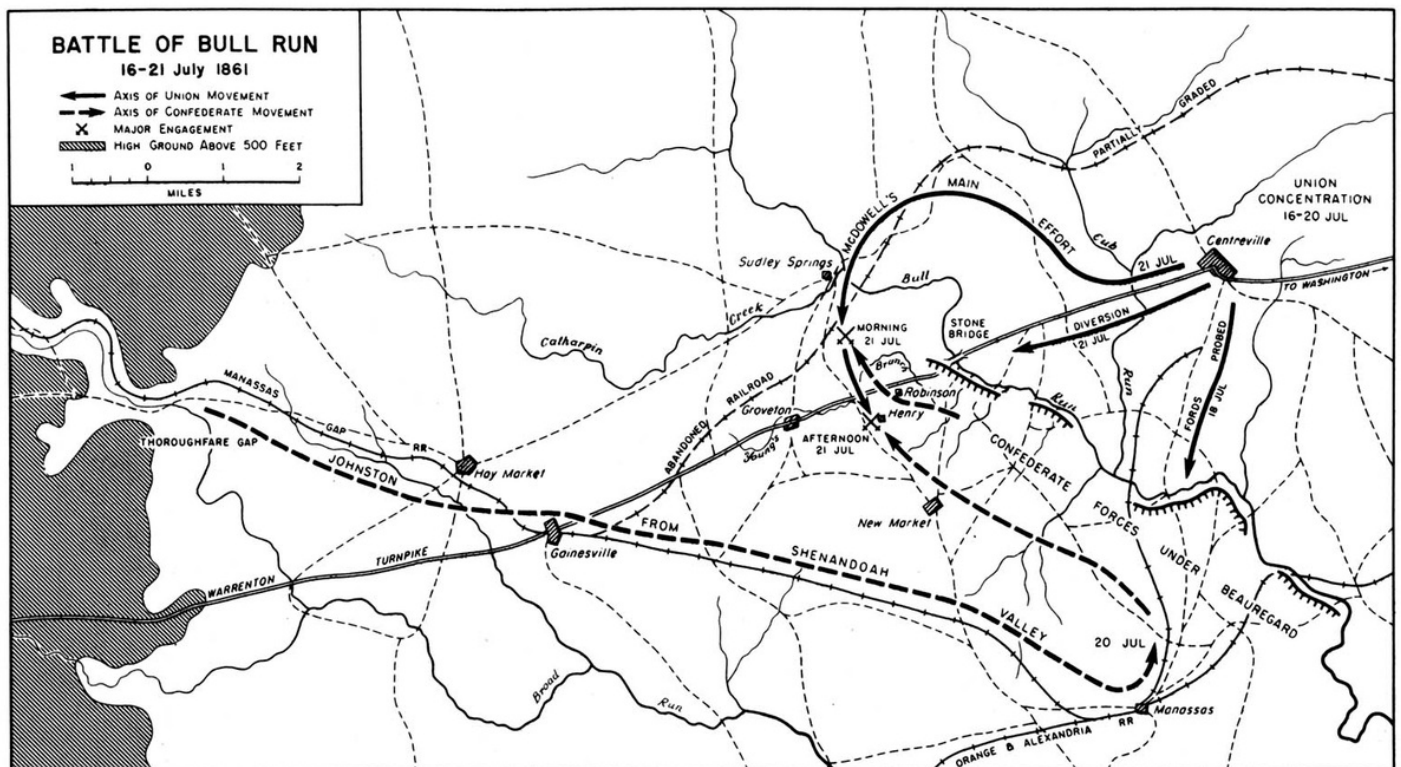 BATTLE OF BULL RUN
16-21 July 1861
AXIS OF UNION MOVEMENT
AXIS OF CONFEDERATE MOVEMENT
MAJOR ENGAGEMENT
HIGH GROUND ABOVE 500 FEET
1 0 1 2
MILES
PARTIALLY GRADED
UNION
CONCENTRATION
16-20 JUL
McDOWELL'S MAIN EFFORT
Cub Run
Centreville
21 JUL
TO WASHINGTON
Sudley Springs
Bull Run
STONE
BRIDGE
DIVERSION
21 JUL
PROBED FORDS
18 JUL
Catharpin Creek
MORNING
21 JUL
Young's Branch
Robinson
Henry
Groveton
ABANDONED RAILROAD
AFTERNOON
21 JUL
MANASSAS GAP RR
THOROUGHFARE GAP
Hay Market
JOHNSTON FROM SHENANDOAH VALLEY
CONFEDERATE FORCES UNDER BEAUREGARD
New Market
Gainesville
WARRENTON TURNPIKE
20 JUL
Broad Run
Manassas
ORANGE & ALEXANDRIA RR